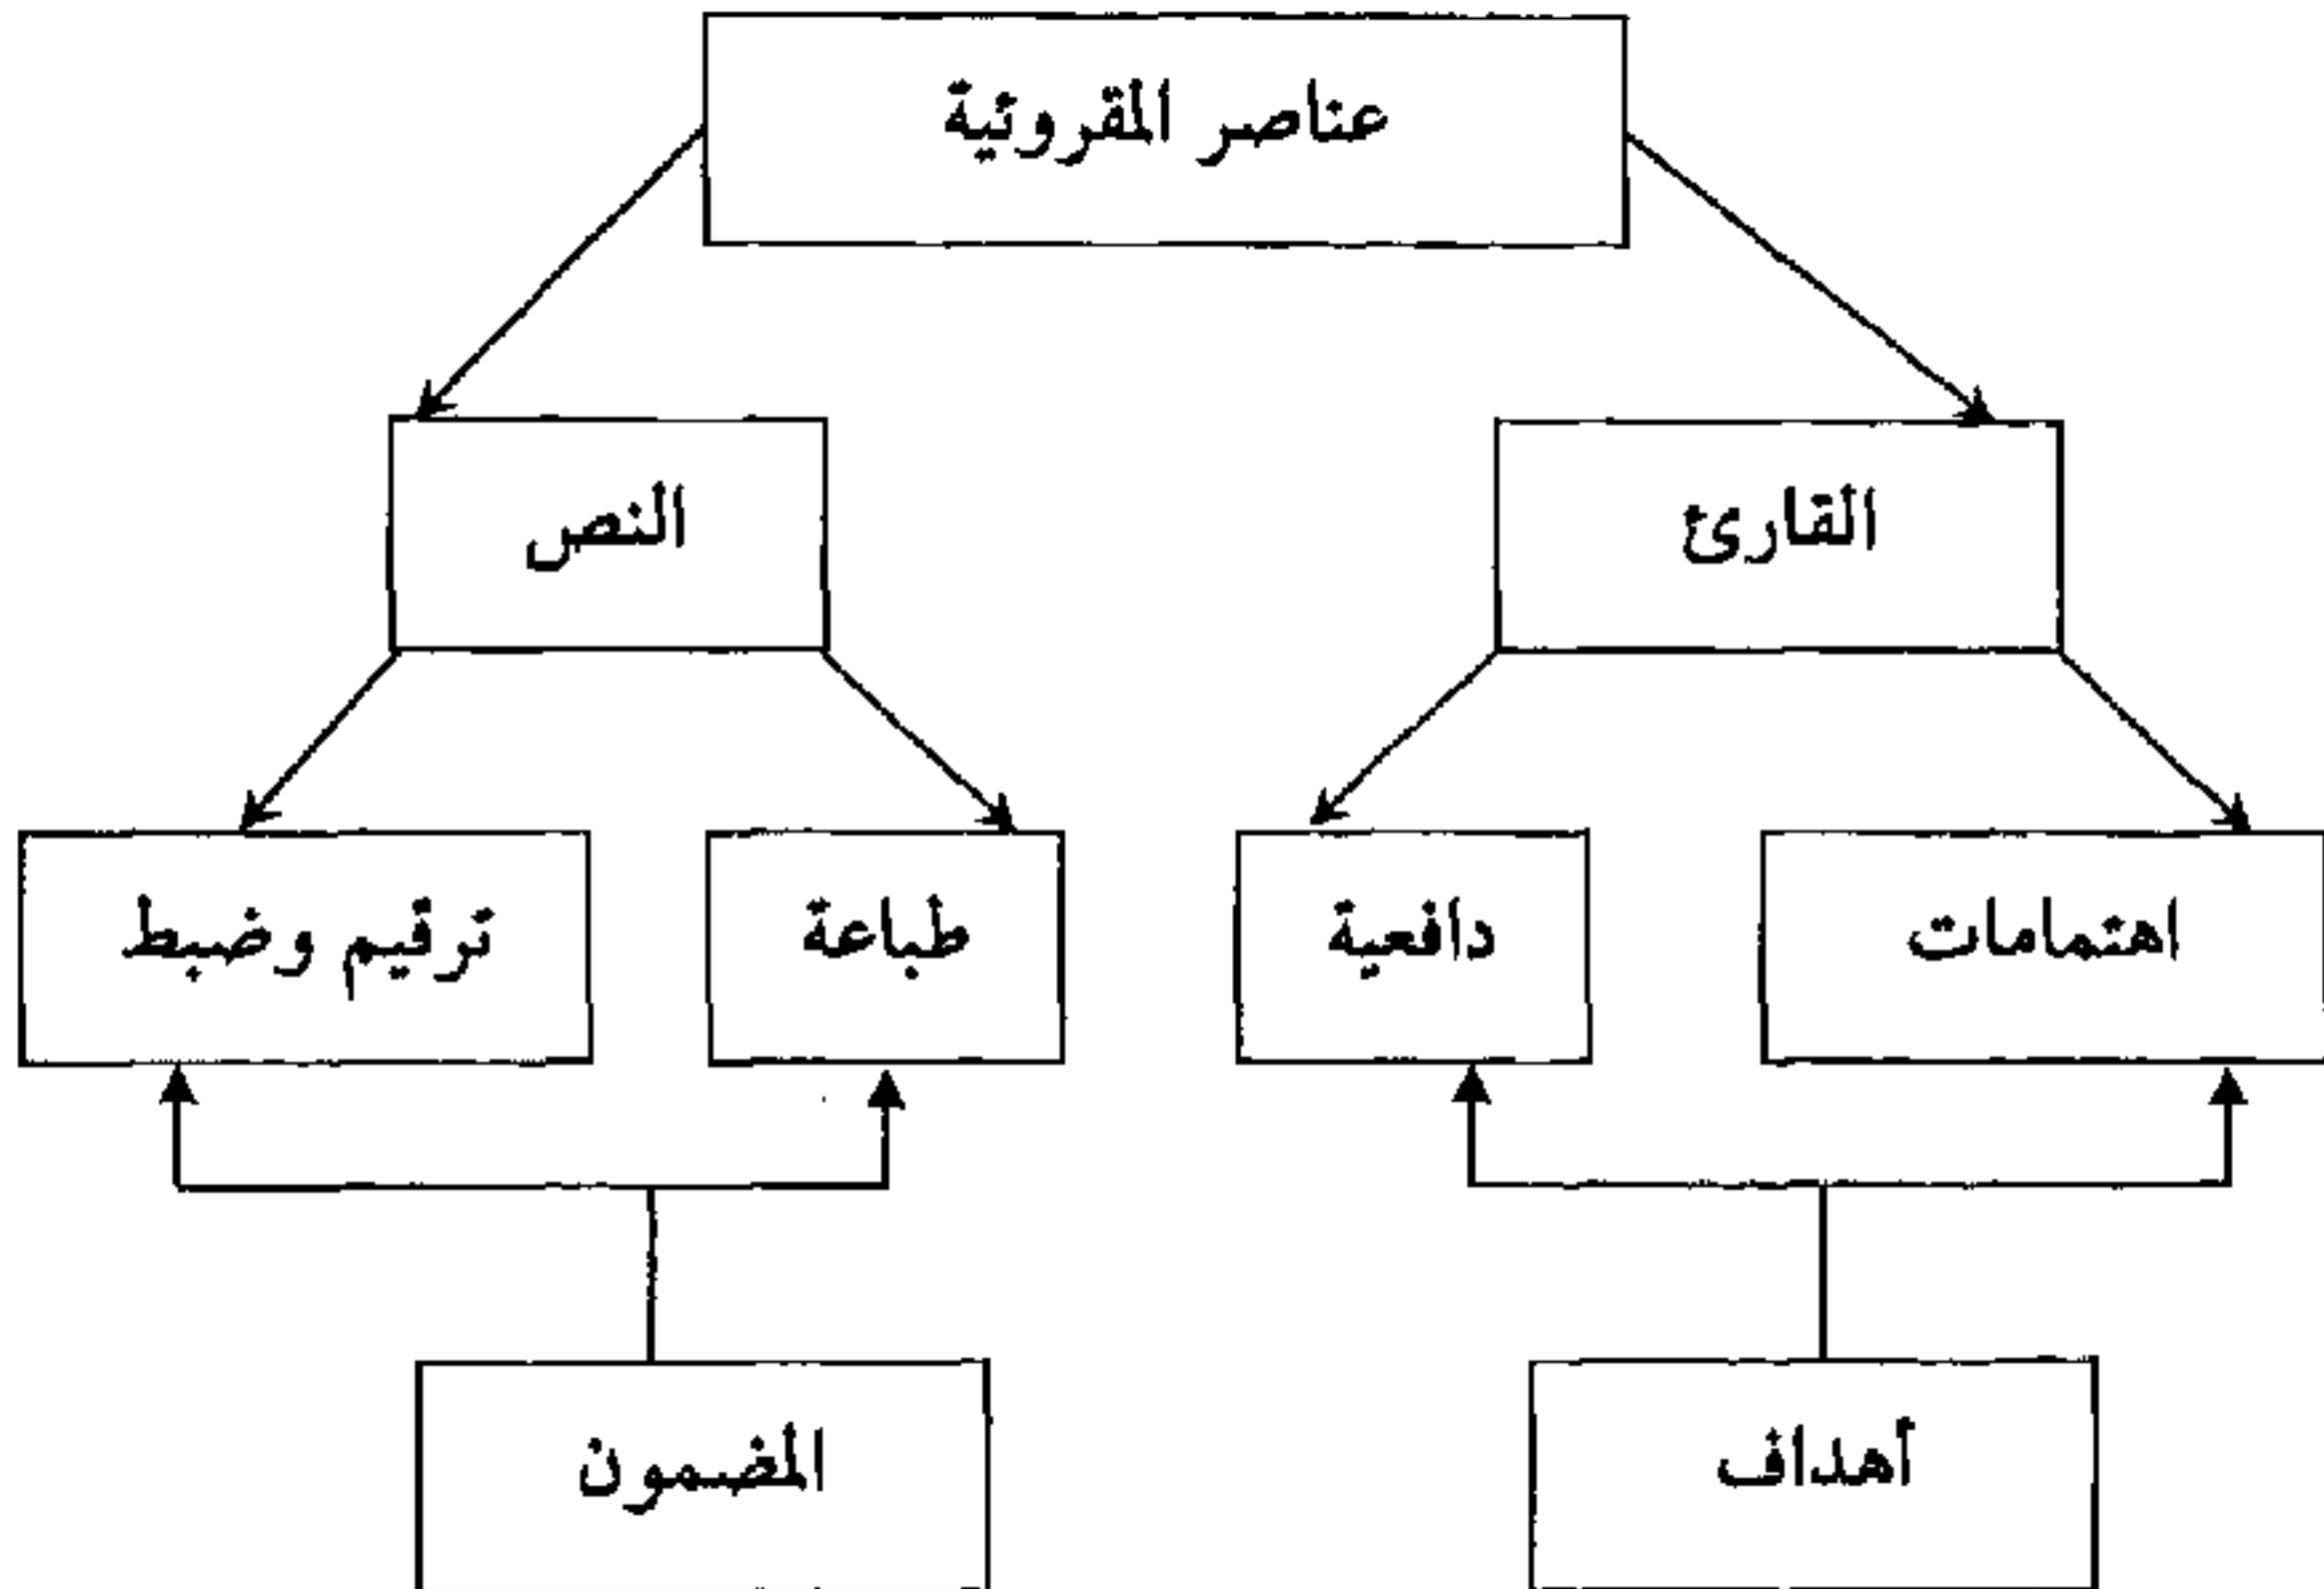 عناصر المقروئية
القارئ
النص
اهتمامات
دافعية
طباعة
ترقيم وضبط
أهداف
المضمون